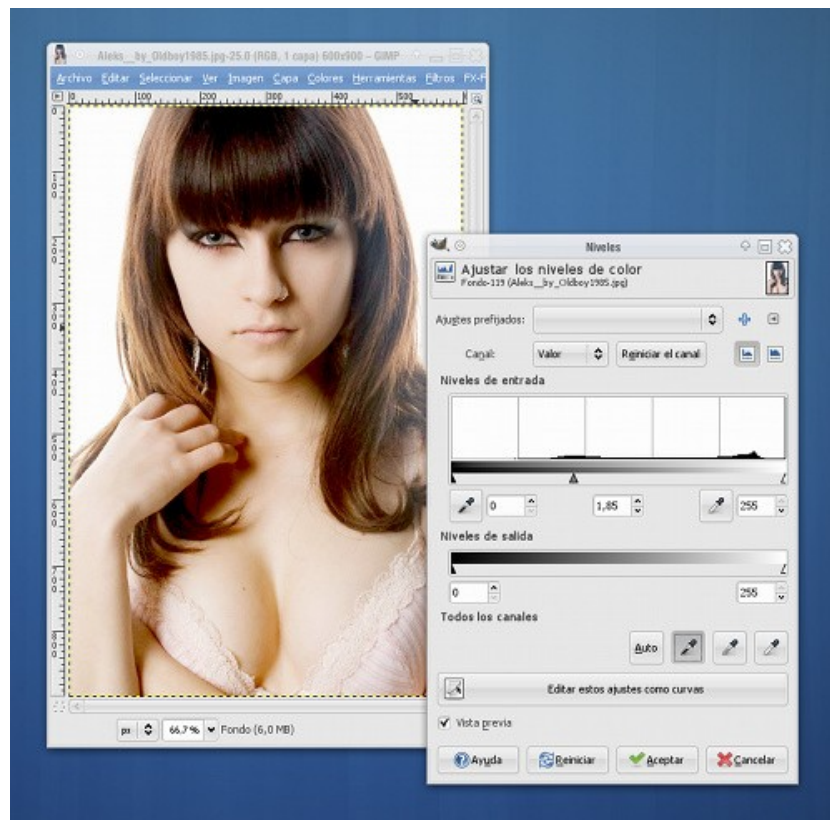 Aleks__by_Oldboy1985.jpg-25.0 (RGB, 1 capa) 600x900 – GIMP
Archivo Editar Seleccionar Ver Imagen Capa Colores Herramientas Filtros FX-F
0 100 200 300 400 500
Niveles
Ajustar los niveles de color
Fondo-119 (Aleks__by_Oldboy1985.jpg)
Ajustes prefijados:
Canal: Valor Reiniciar el canal
Niveles de entrada
0 1,85 255
Niveles de salida
0 255
Todos los canales
Auto
Editar estos ajustes como curvas
Vista previa
px 66.7 % Fondo (6,0 MB)
Ayuda Reiniciar Aceptar Cancelar